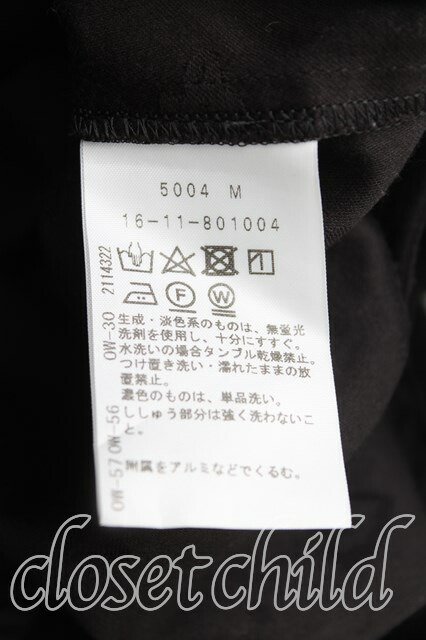 5004 M
16-11-801004
F W
生成・淡色系のものは、無蛍光
洗剤を使用し、十分にすすぐ。
水洗いの場合タンブル乾燥禁止。
つけ置き洗い・濡れたままの放
置禁止。
濃色のものは、単品洗い。
ししゅう部分は強く洗わないこ
と。
附属をアルミなどでくるむ。
OW-57 OW-56 OW-30 2114322
closet child